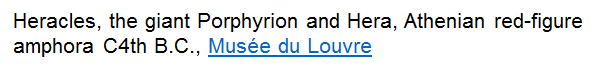 Heracles, the giant Porphyrion and Hera, Athenian red-figure
amphora C4th B.C., Musée du Louvre